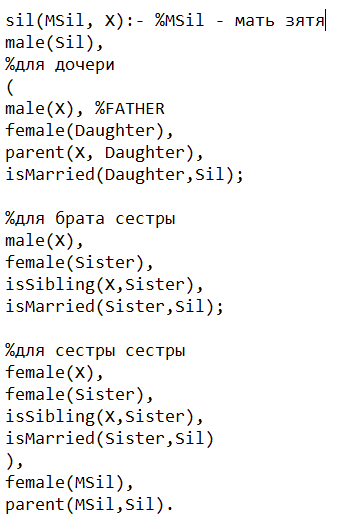 sil(MSil, X):- %MSil - мать зятя
male(Sil),
%для дочери
(
male(X), %FATHER
female(Daughter),
parent(X, Daughter),
isMarried(Daughter,Sil);
%для брата сестры
male(X),
female(Sister),
isSibling(X,Sister),
isMarried(Sister,Sil);
%для сестры сестры
female(X),
female(Sister),
isSibling(X,Sister),
isMarried(Sister,Sil)
),
female(MSil),
parent(MSil,Sil).